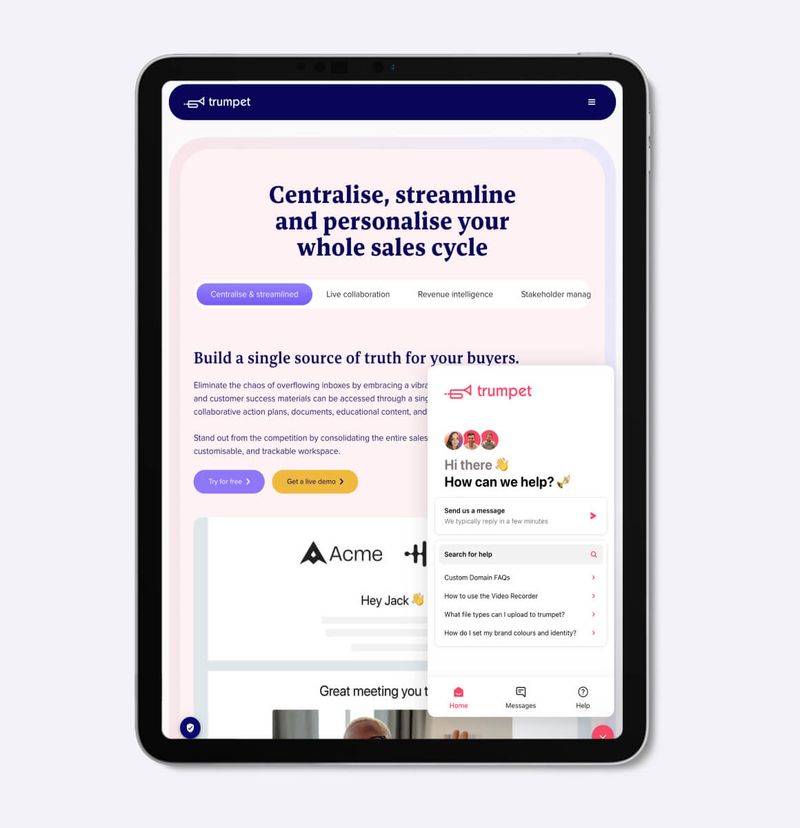 trumpet
Centralise, streamline
and personalise your
whole sales cycle
Centralise & streamlined
Live collaboration
Revenue intelligence
Stakeholder manag
Build a single source of truth for your buyers.
Eliminate the chaos of overflowing inboxes by embracing a vibra
and customer success materials can be accessed through a sing
collaborative action plans, documents, educational content, and
Stand out from the competition by consolidating the entire sales
customisable, and trackable workspace.
Try for free
Get a live demo
Acme
Hey Jack 👋
Great meeting you t
trumpet
Hi there 👋
How can we help? 🎺
Send us a message
We typically reply in a few minutes
Search for help
Custom Domain FAQs
How to use the Video Recorder
What file types can I upload to trumpet?
How do I set my brand colours and identity?
Home
Messages
Help